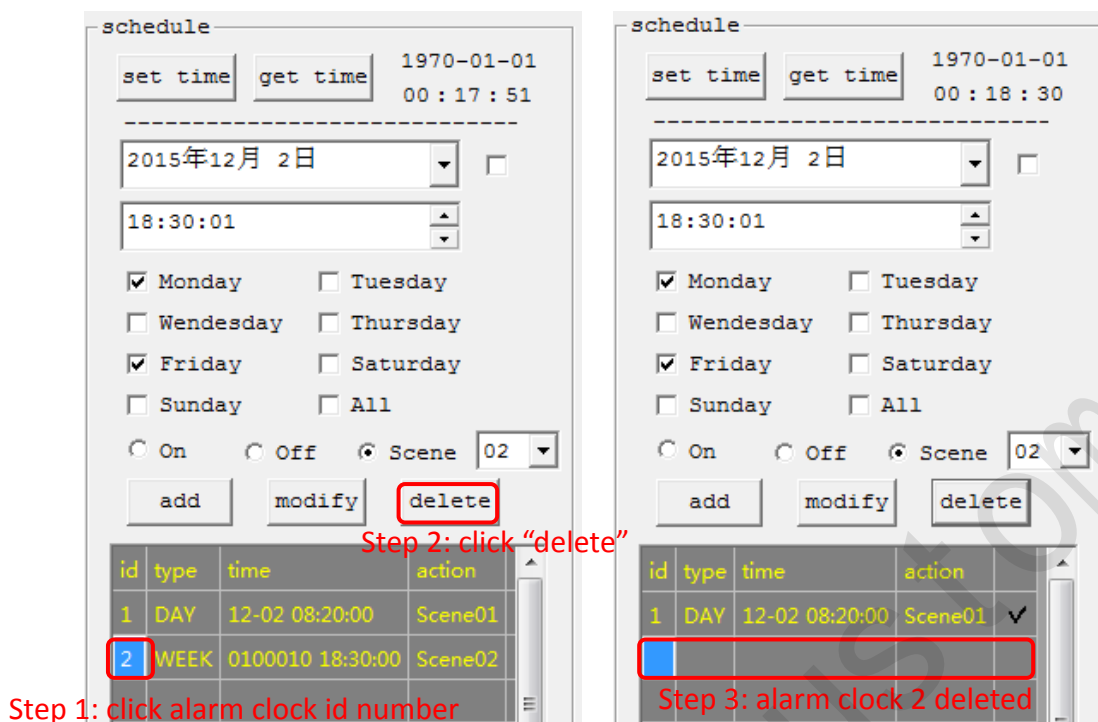 schedule
set time get time 1970-01-01
00:17:51
------------------------------
2015年12月 2日
18:30:01
Monday Tuesday
Wendesday Thursday
Friday Saturday
Sunday All
On Off Scene 02
add modify delete
Step 2: click “delete”
id type time action
1 DAY 12-02 08:20:00 Scene01
2 WEEK 0100010 18:30:00 Scene02
Step 1: click alarm clock id number
schedule
set time get time 1970-01-01
00:18:30
------------------------------
2015年12月 2日
18:30:01
Monday Tuesday
Wendesday Thursday
Friday Saturday
Sunday All
On Off Scene 02
add modify delete
id type time action
1 DAY 12-02 08:20:00 Scene01
Step 3: alarm clock 2 deleted